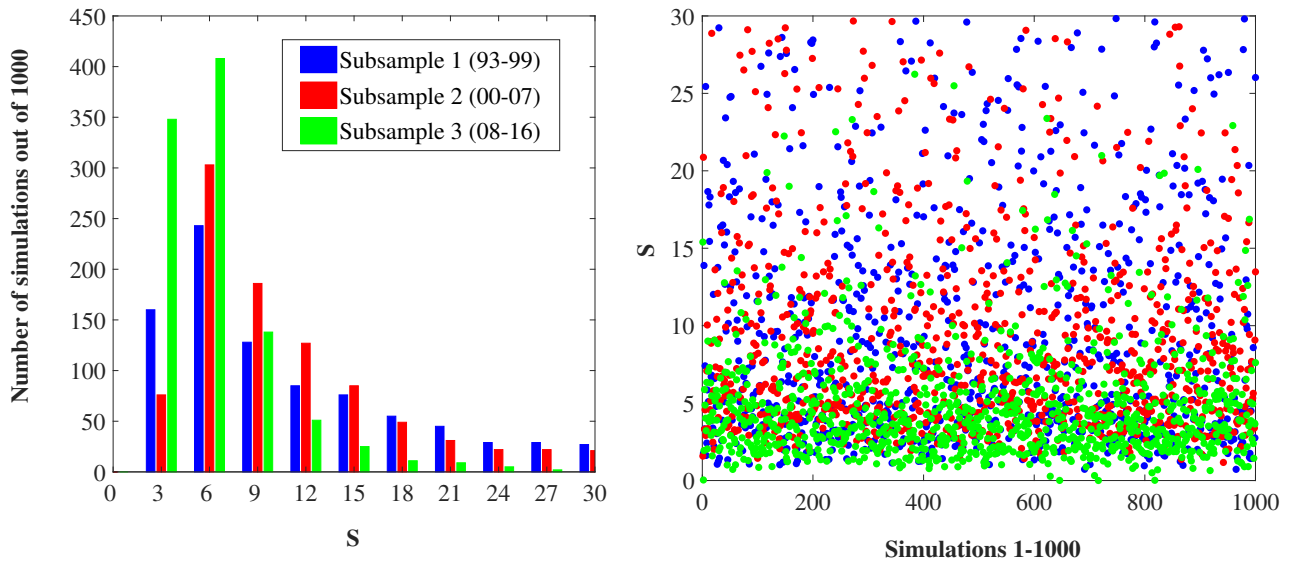 Number of simulations out of 1000
450
400
350
300
250
200
150
100
50
0
Subsample 1 (93-99)
Subsample 2 (00-07)
Subsample 3 (08-16)
0 3 6 9 12 15 18 21 24 27 30
S
S
30
25
20
15
10
5
0
0 200 400 600 800 1000
Simulations 1-1000